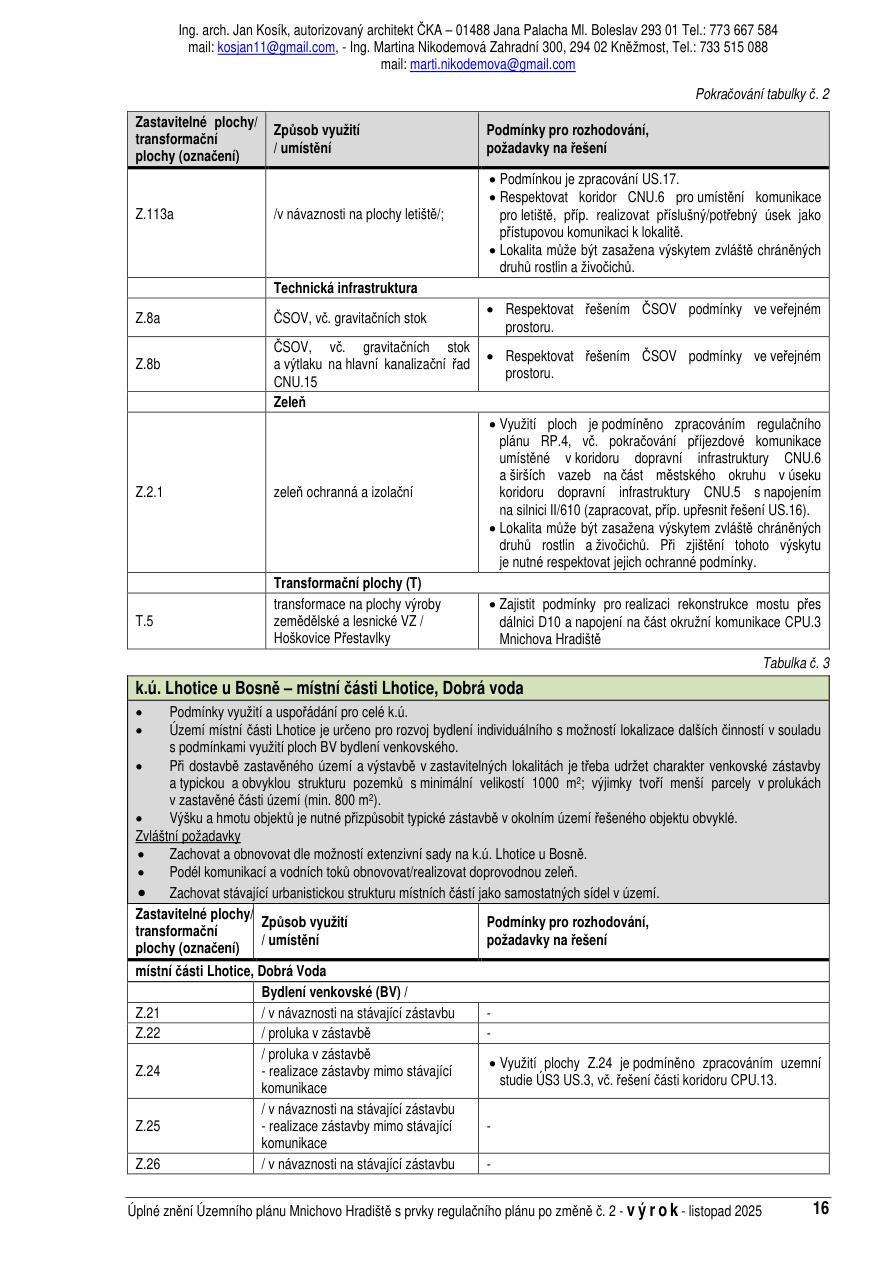 Ing. arch. Jan Kosík, autorizovaný architekt ČKA – 01488 Jana Palacha Ml. Boleslav 293 01 Tel.: 773 667 584
mail: kosjan11@gmail.com, - Ing. Martina Nikodemová Zahradní 300, 294 02 Kněžmost, Tel.: 733 515 088
mail: marti.nikodemova@gmail.com
Pokračování tabulky č. 2
Zastavitelné plochy/
transformační
plochy (označení)
Způsob využití
/ umístění
Podmínky pro rozhodování,
požadavky na řešení
Z.113a
/v návaznosti na plochy letiště/;
• Podmínkou je zpracování US.17.
• Respektovat koridor CNU.6 pro umístění komunikace
pro letiště, příp. realizovat příslušný/potřebný úsek jako
přístupovou komunikaci k lokalitě.
• Lokalita může být zasažena výskytem zvláště chráněných
druhů rostlin a živočichů.
Technická infrastruktura
Z.8a
ČSOV, vč. gravitačních stok
• Respektovat řešením ČSOV podmínky ve veřejném
prostoru.
Z.8b
ČSOV, vč. gravitačních stok
a výtlaku na hlavní kanalizační řad
CNU.15
• Respektovat řešením ČSOV podmínky ve veřejném
prostoru.
Zeleň
Z.2.1
zeleň ochranná a izolační
• Využití ploch je podmíněno zpracováním regulačního
plánu RP.4, vč. pokračování příjezdové komunikace
umístěné v koridoru dopravní infrastruktury CNU.6
a širších vazeb na část městského okruhu v úseku
koridoru dopravní infrastruktury CNU.5 s napojením
na silnici II/610 (zapracovat, příp. upřesnit řešení US.16).
• Lokalita může být zasažena výskytem zvláště chráněných
druhů rostlin a živočichů. Při zjištění tohoto výskytu
je nutné respektovat jejich ochranné podmínky.
Transformační plochy (T)
T.5
transformace na plochy výroby
zemědělské a lesnické VZ /
Hoškovice Přestavlky
• Zajistit podmínky pro realizaci rekonstrukce mostu přes
dálnici D10 a napojení na část okružní komunikace CPU.3
Mnichova Hradiště
Tabulka č. 3
k.ú. Lhotice u Bosně – místní části Lhotice, Dobrá voda
• Podmínky využití a uspořádání pro celé k.ú.
• Území místní části Lhotice je určeno pro rozvoj bydlení individuálního s možností lokalizace dalších činností v souladu
s podmínkami využití ploch BV bydlení venkovského.
• Při dostavbě zastavěného území a výstavbě v zastavitelných lokalitách je třeba udržet charakter venkovské zástavby
a typickou a obvyklou strukturu pozemků s minimální velikostí 1000 m²; výjimky tvoří menší parcely v prolukách
v zastavěné části území (min. 800 m²).
• Výšku a hmotu objektů je nutné přizpůsobit typické zástavbě v okolním území řešeného objektu obvyklé.
Zvláštní požadavky
• Zachovat a obnovovat dle možností extenzivní sady na k.ú. Lhotice u Bosně.
• Podél komunikací a vodních toků obnovovat/realizovat doprovodnou zeleň.
• Zachovat stávající urbanistickou strukturu místních částí jako samostatných sídel v území.
Zastavitelné plochy/
transformační
plochy (označení)
Způsob využití
/ umístění
Podmínky pro rozhodování,
požadavky na řešení
místní části Lhotice, Dobrá Voda
Bydlení venkovské (BV) /
Z.21
/ v návaznosti na stávající zástavbu
-
Z.22
/ proluka v zástavbě
-
Z.24
/ proluka v zástavbě
- realizace zástavby mimo stávající
komunikace
• Využití plochy Z.24 je podmíněno zpracováním uzemní
studie ÚS3 US.3, vč. řešení části koridoru CPU.13.
Z.25
/ v návaznosti na stávající zástavbu
- realizace zástavby mimo stávající
komunikace
-
Z.26
/ v návaznosti na stávající zástavbu
-
Úplné znění Územního plánu Mnichovo Hradiště s prvky regulačního plánu po změně č. 2 - v ý r o k - listopad 2025
16